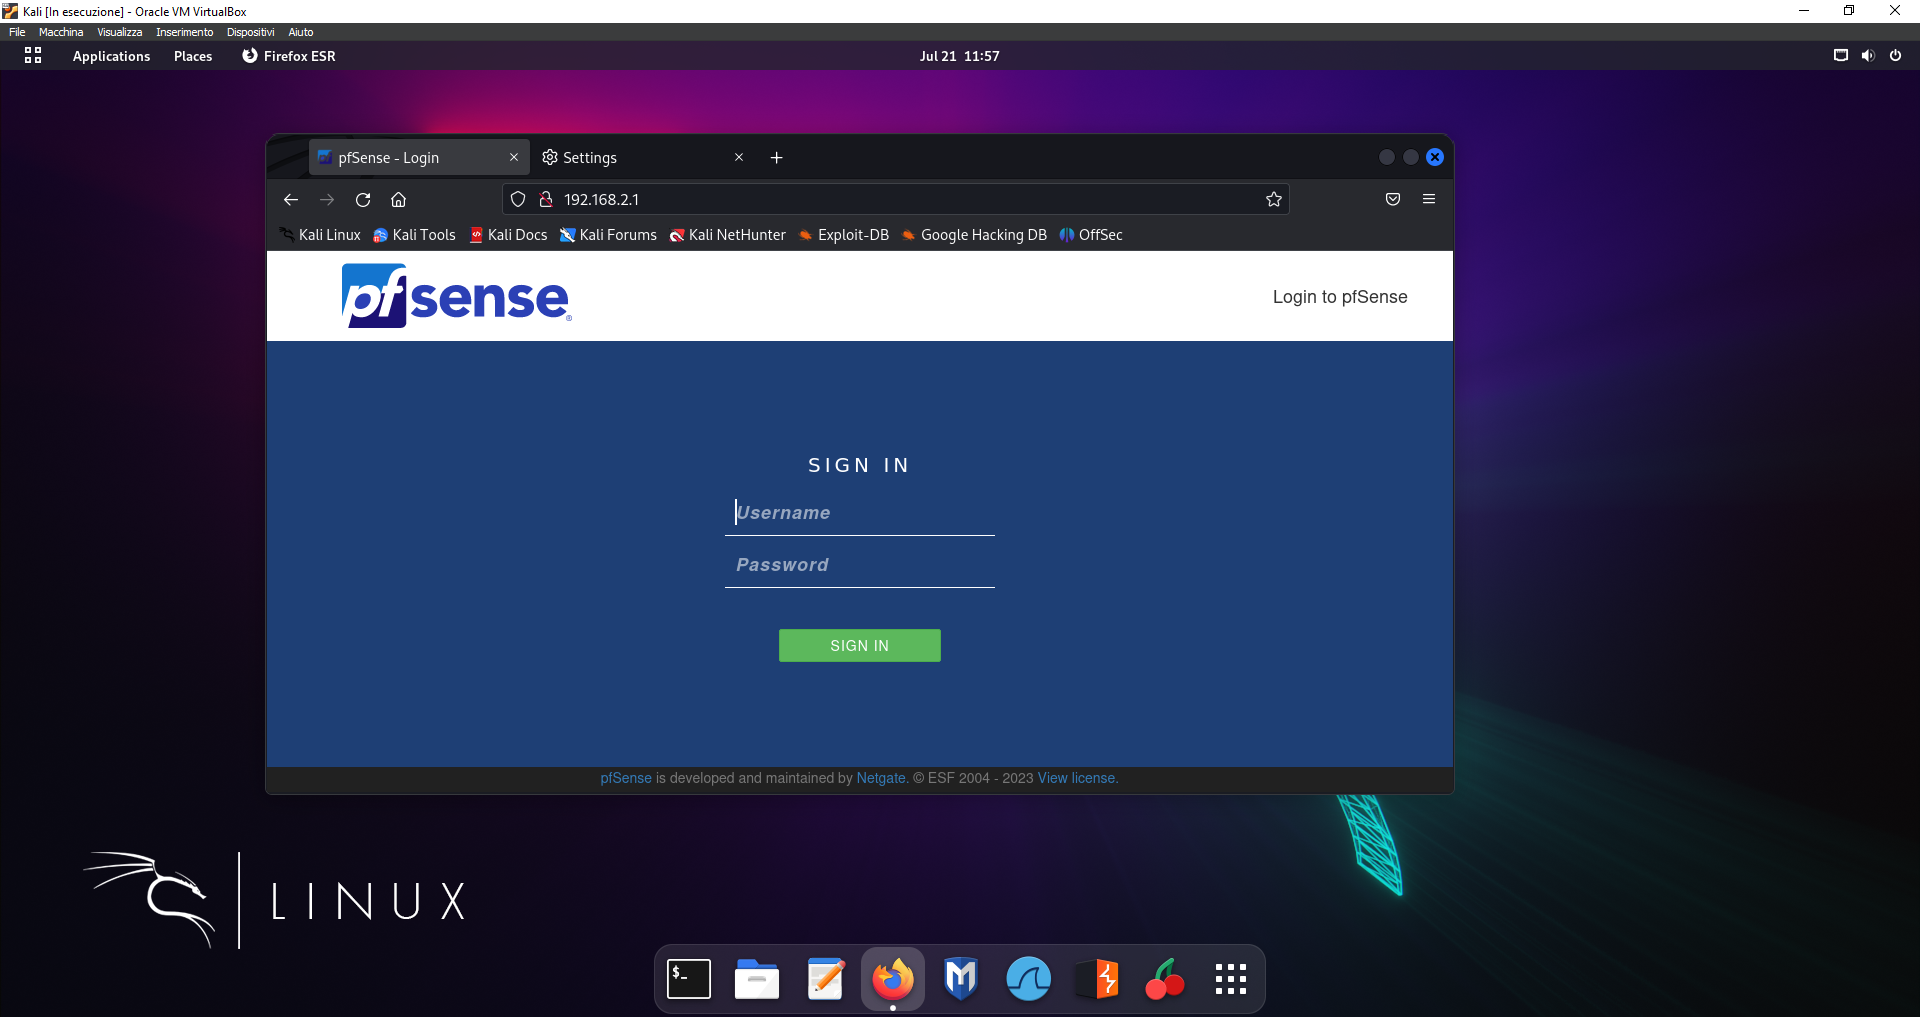 Kali [In esecuzione] - Oracle VM VirtualBox
File Macchina Visualizza Inserimento Dispositivi Aiuto
Applications Places Firefox ESR Jul 21 11:57
pfSense - Login Settings
192.168.2.1
Kali Linux Kali Tools Kali Docs Kali Forums Kali NetHunter Exploit-DB Google Hacking DB OffSec
pfsense® Login to pfSense
SIGN IN
Username
Password
SIGN IN
pfSense is developed and maintained by Netgate. © ESF 2004 - 2023 View license.
LINUX
$_